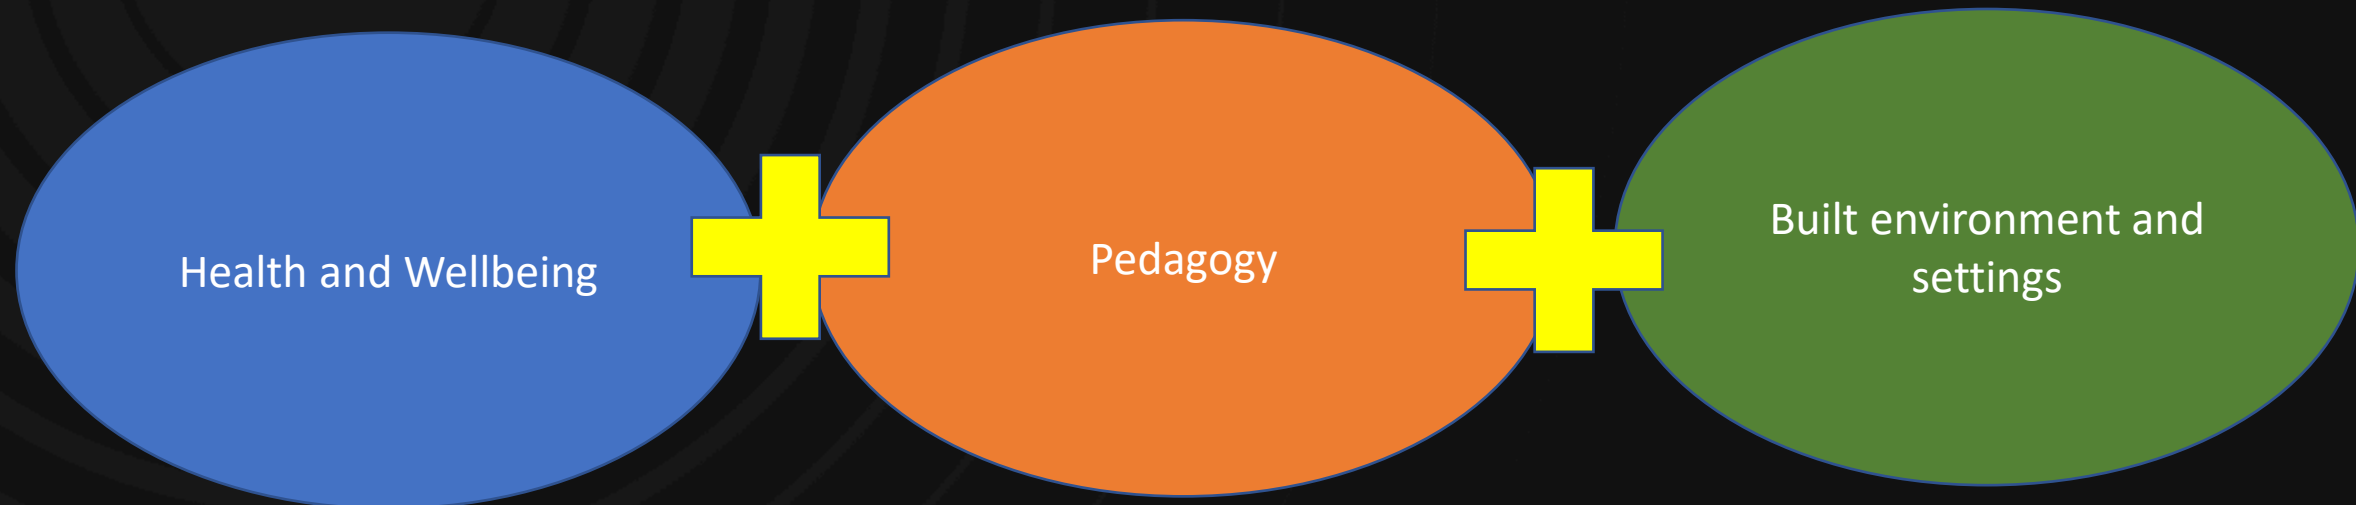 Health and Wellbeing
Pedagogy
Built environment and
settings